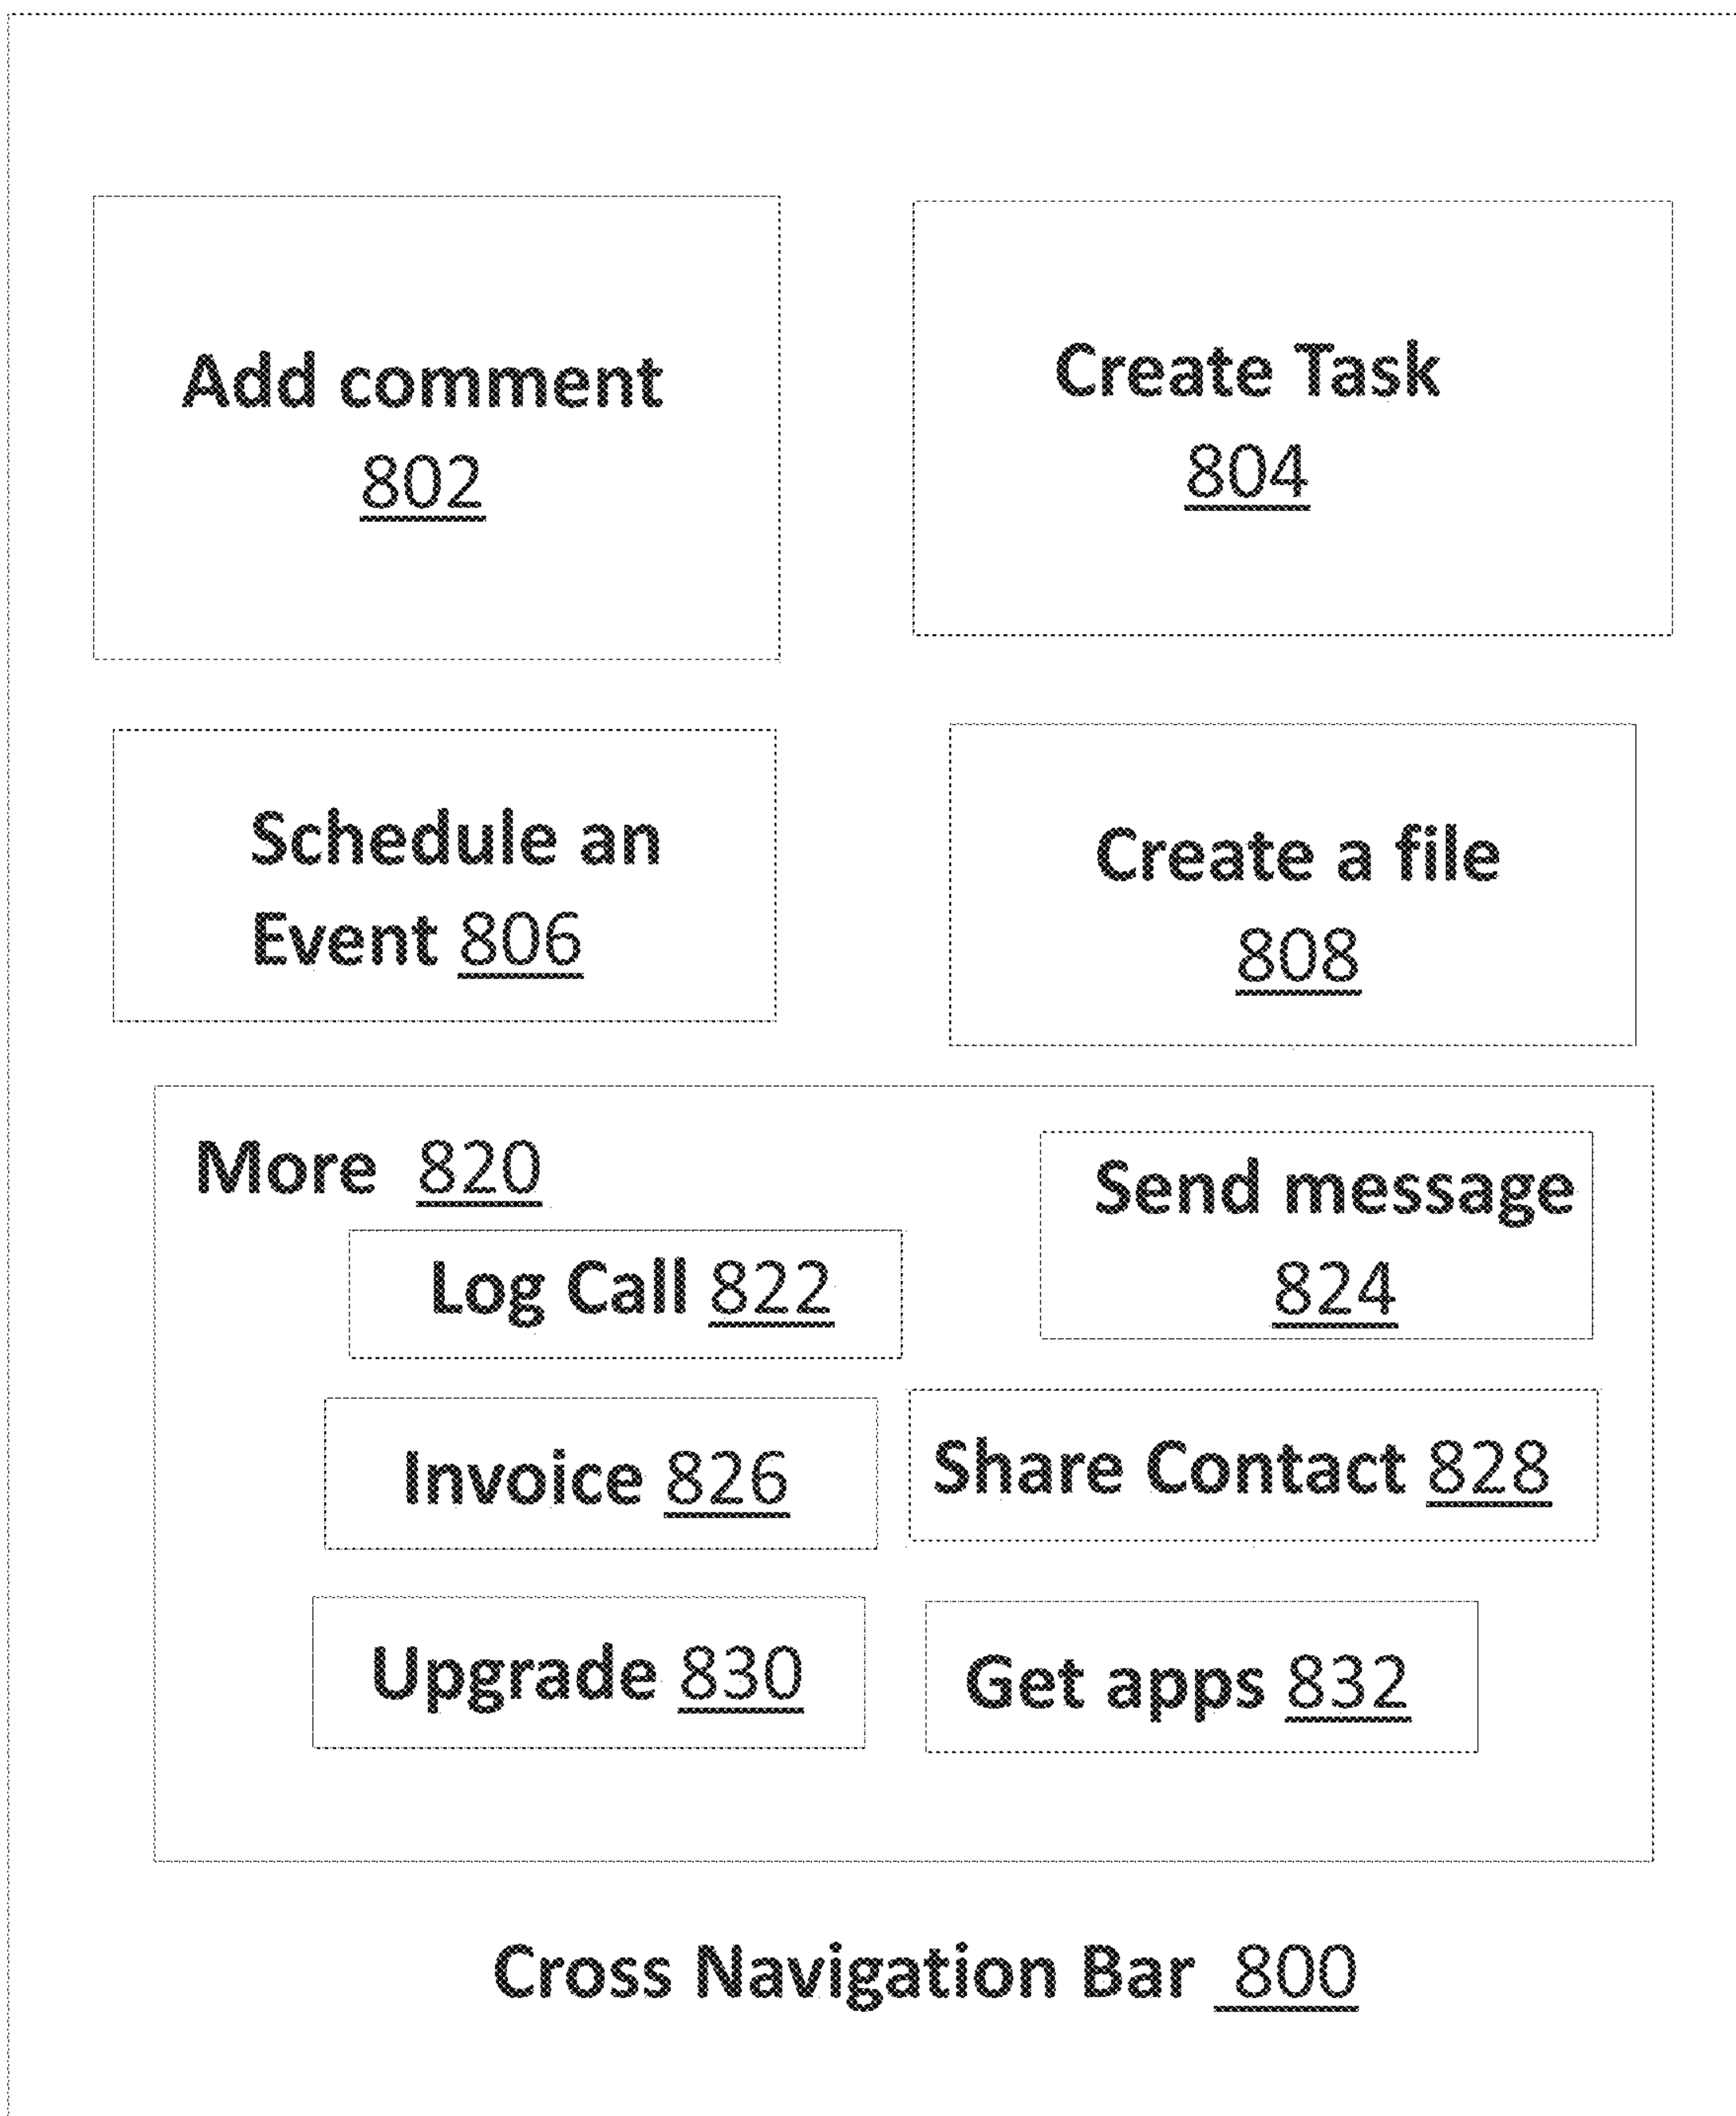 Add comment
802
Create Task
804
Schedule an
Event 806
Create a file
808
More 820
Send message
824
Log Call 822
Invoice 826
Share Contact 828
Upgrade 830
Get apps 832
Cross Navigation Bar 800